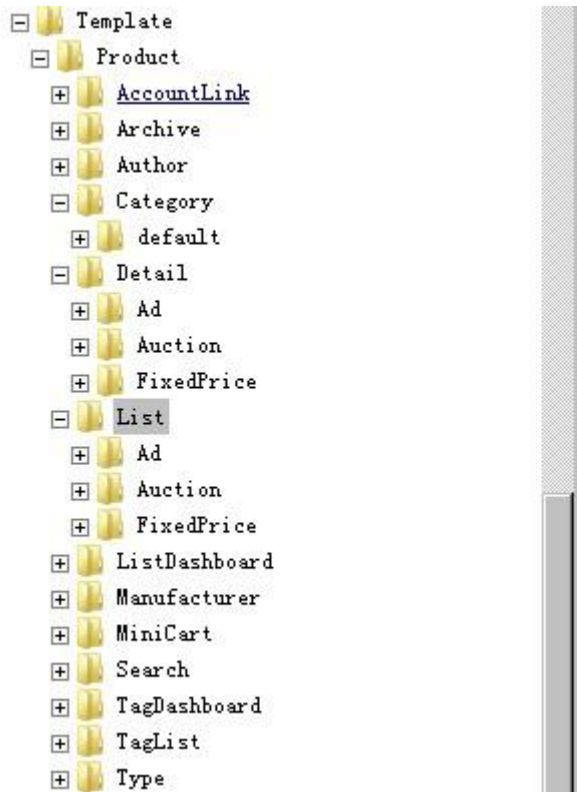 Template
Product
AccountLink
Archive
Author
Category
default
Detail
Ad
Auction
FixedPrice
List
Ad
Auction
FixedPrice
ListDashboard
Manufacturer
MiniCart
Search
TagDashboard
TagList
Type